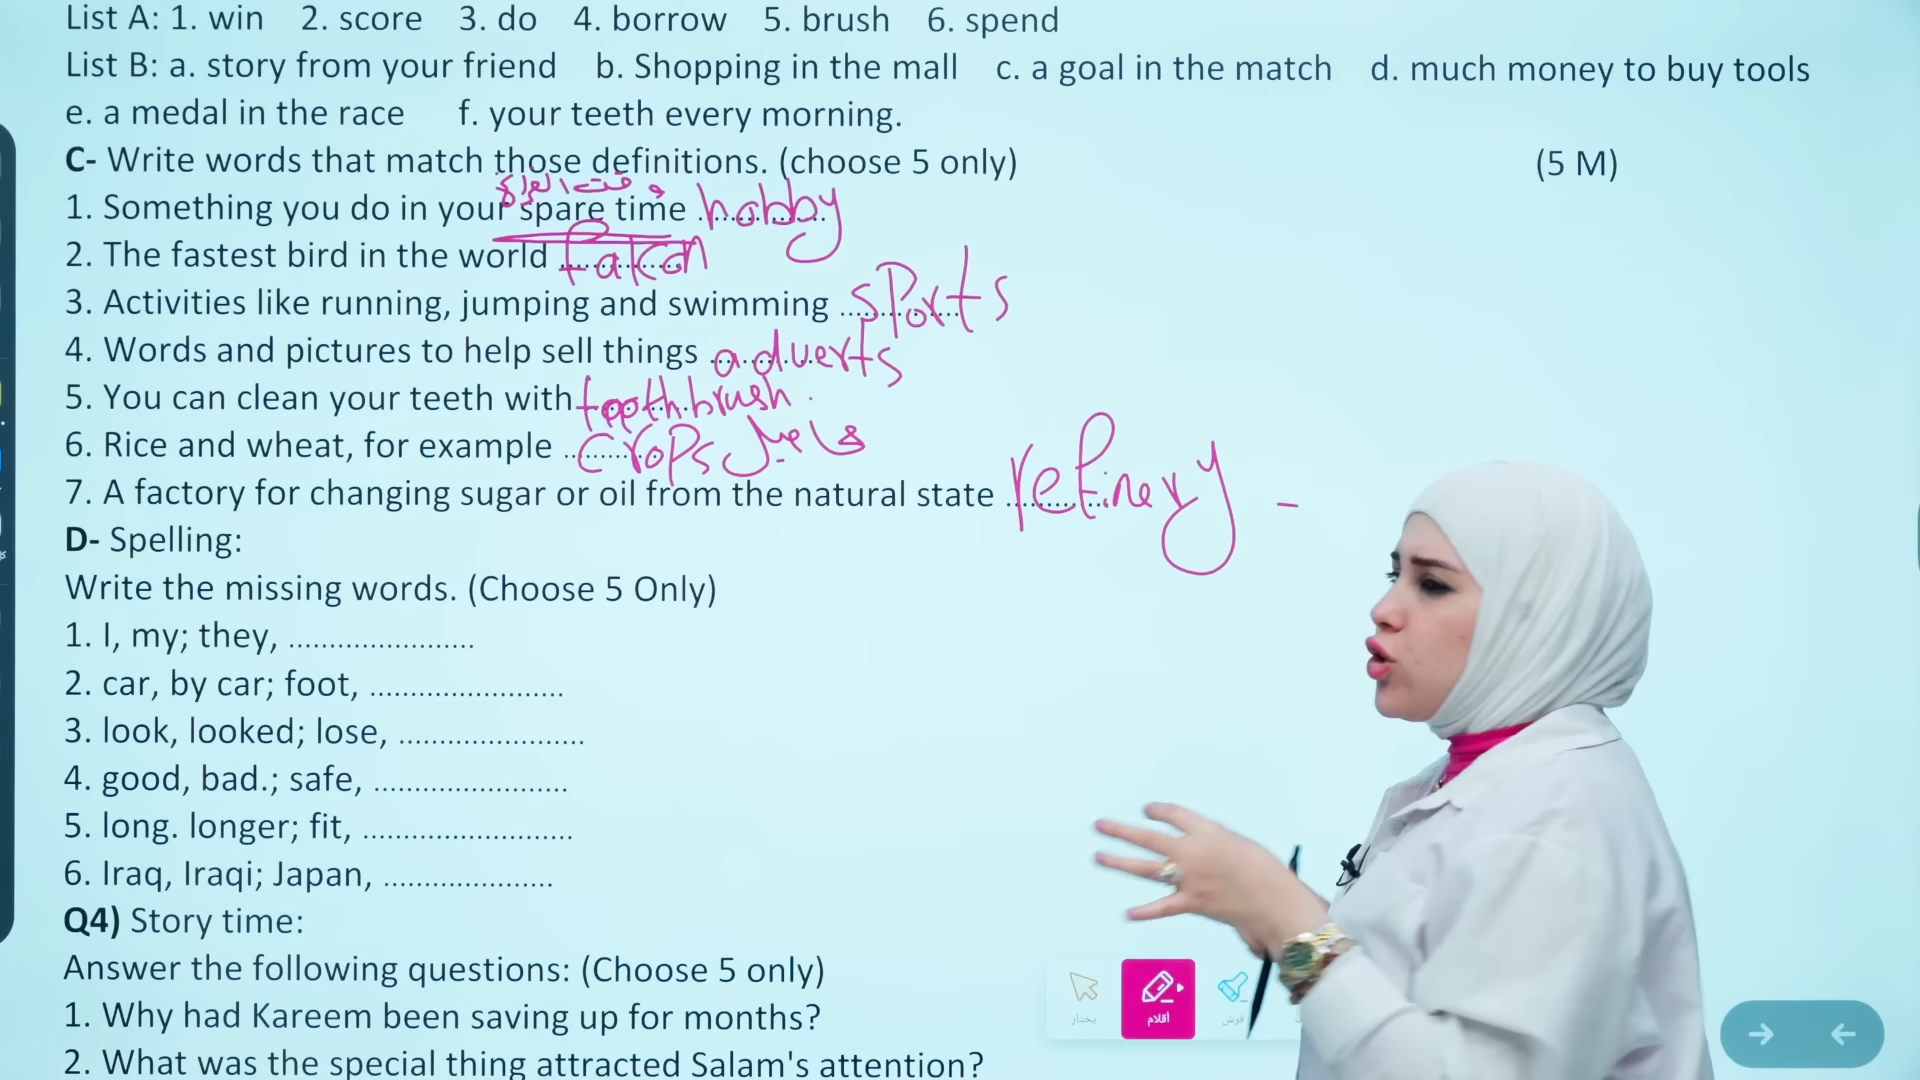 List A: 1. win 2. score 3. do 4. borrow 5. brush 6. spend
List B: a. story from your friend b. Shopping in the mall c. a goal in the match d. much money to buy tools
e. a medal in the race f. your teeth every morning.
C- Write words that match those definitions. (choose 5 only) (5 M)
وقت الفراغ
1. Something you do in your spare time ............... hobby
2. The fastest bird in the world ............... falcon
3. Activities like running, jumping and swimming ............... sports
4. Words and pictures to help sell things ............... adverts
5. You can clean your teeth with ............... toothbrush.
6. Rice and wheat, for example ............... crops محاصيل
7. A factory for changing sugar or oil from the natural state ............... refinery -
D- Spelling:
Write the missing words. (Choose 5 Only)
1. I, my; they, ......................
2. car, by car; foot, .......................
3. look, looked; lose, ......................
4. good, bad.; safe, .......................
5. long. longer; fit, .........................
6. Iraq, Iraqi; Japan, ....................
Q4) Story time:
Answer the following questions: (Choose 5 only)
1. Why had Kareem been saving up for months?
2. What was the special thing attracted Salam's attention?
يختار أقلام فرش